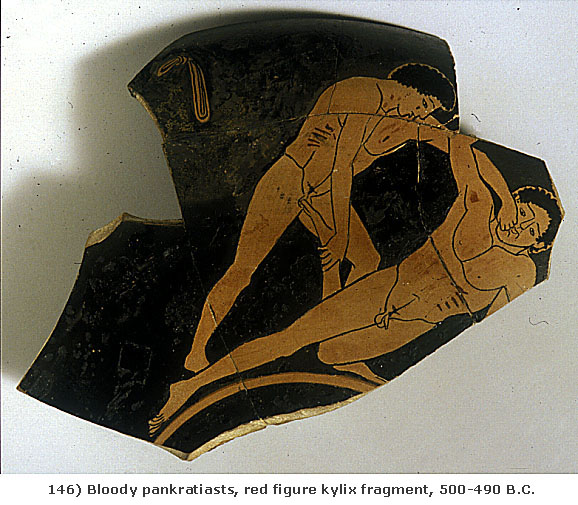 146) Bloody pankratiasts, red figure kylix fragment, 500-490 B.C.